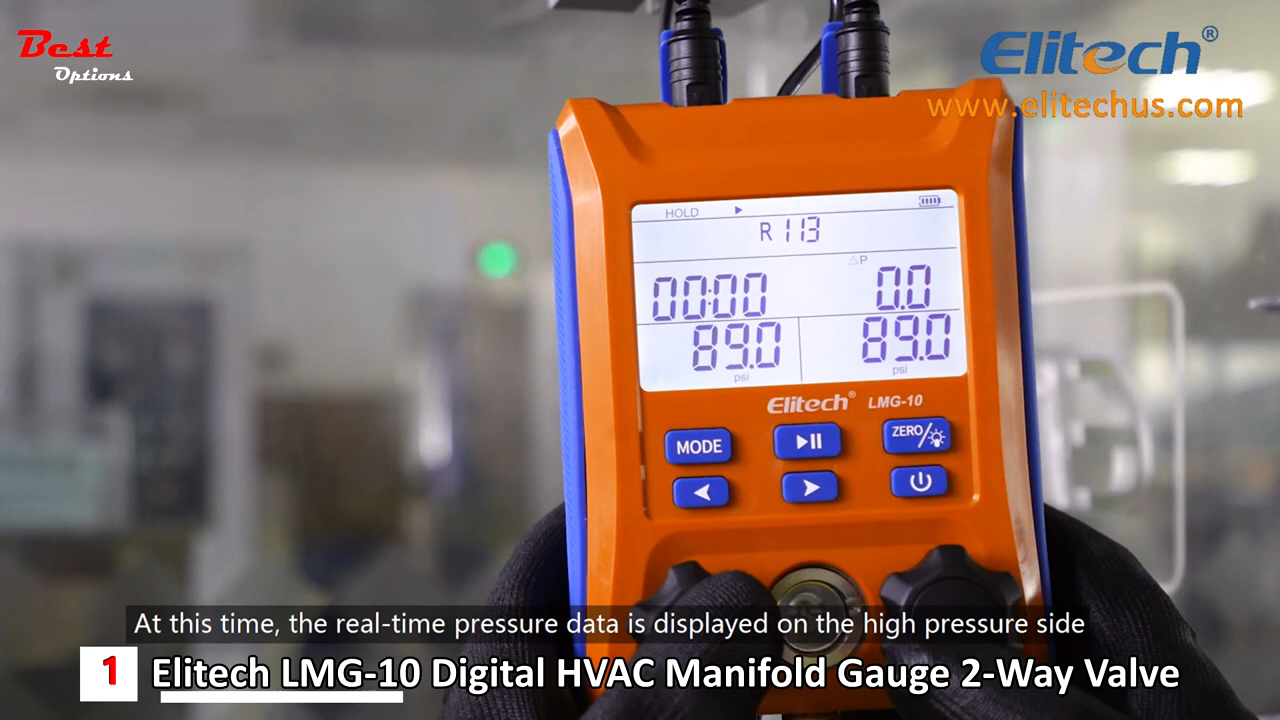 Best
Options
Elitech®
www.elitechus.com
HOLD
R 113
△P
00:00 0.0
89.0 89.0
psi psi
Elitech® LMG-10
MODE
ZERO/
At this time, the real-time pressure data is displayed on the high pressure side
1 Elitech LMG-10 Digital HVAC Manifold Gauge 2-Way Valve